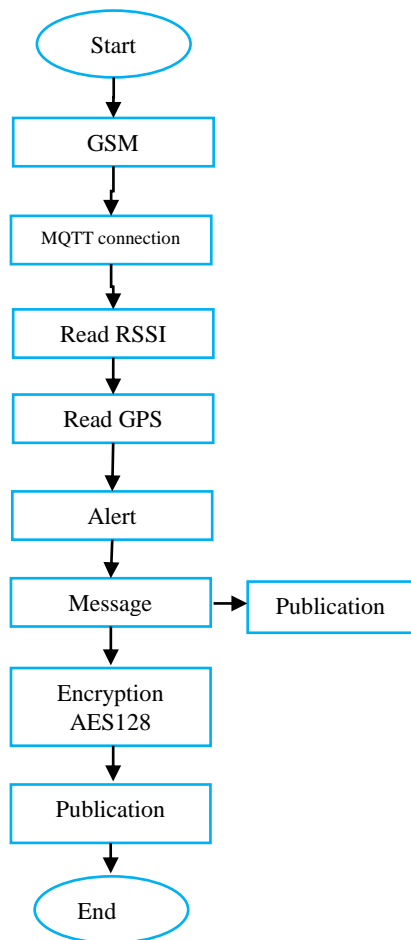 Start
GSM
MQTT connection
Read RSSI
Read GPS
Alert
Message
Publication
Encryption
AES128
Publication
End